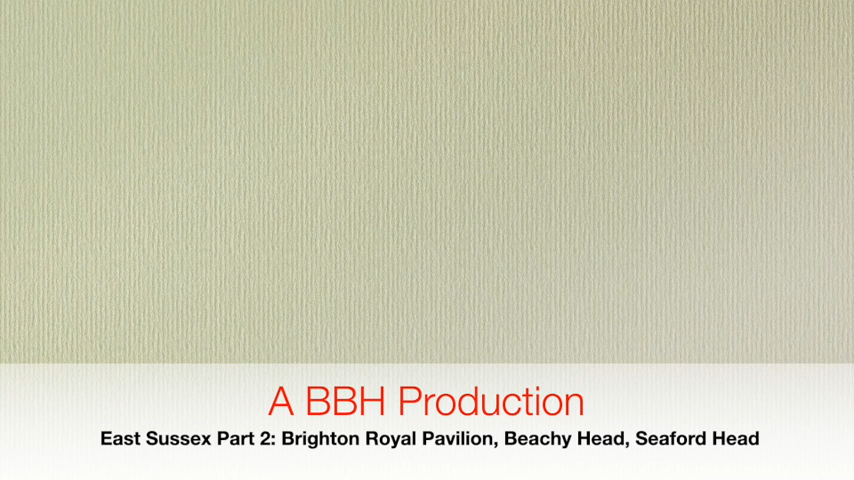 A BBH Production
East Sussex Part 2: Brighton Royal Pavilion, Beachy Head, Seaford Head